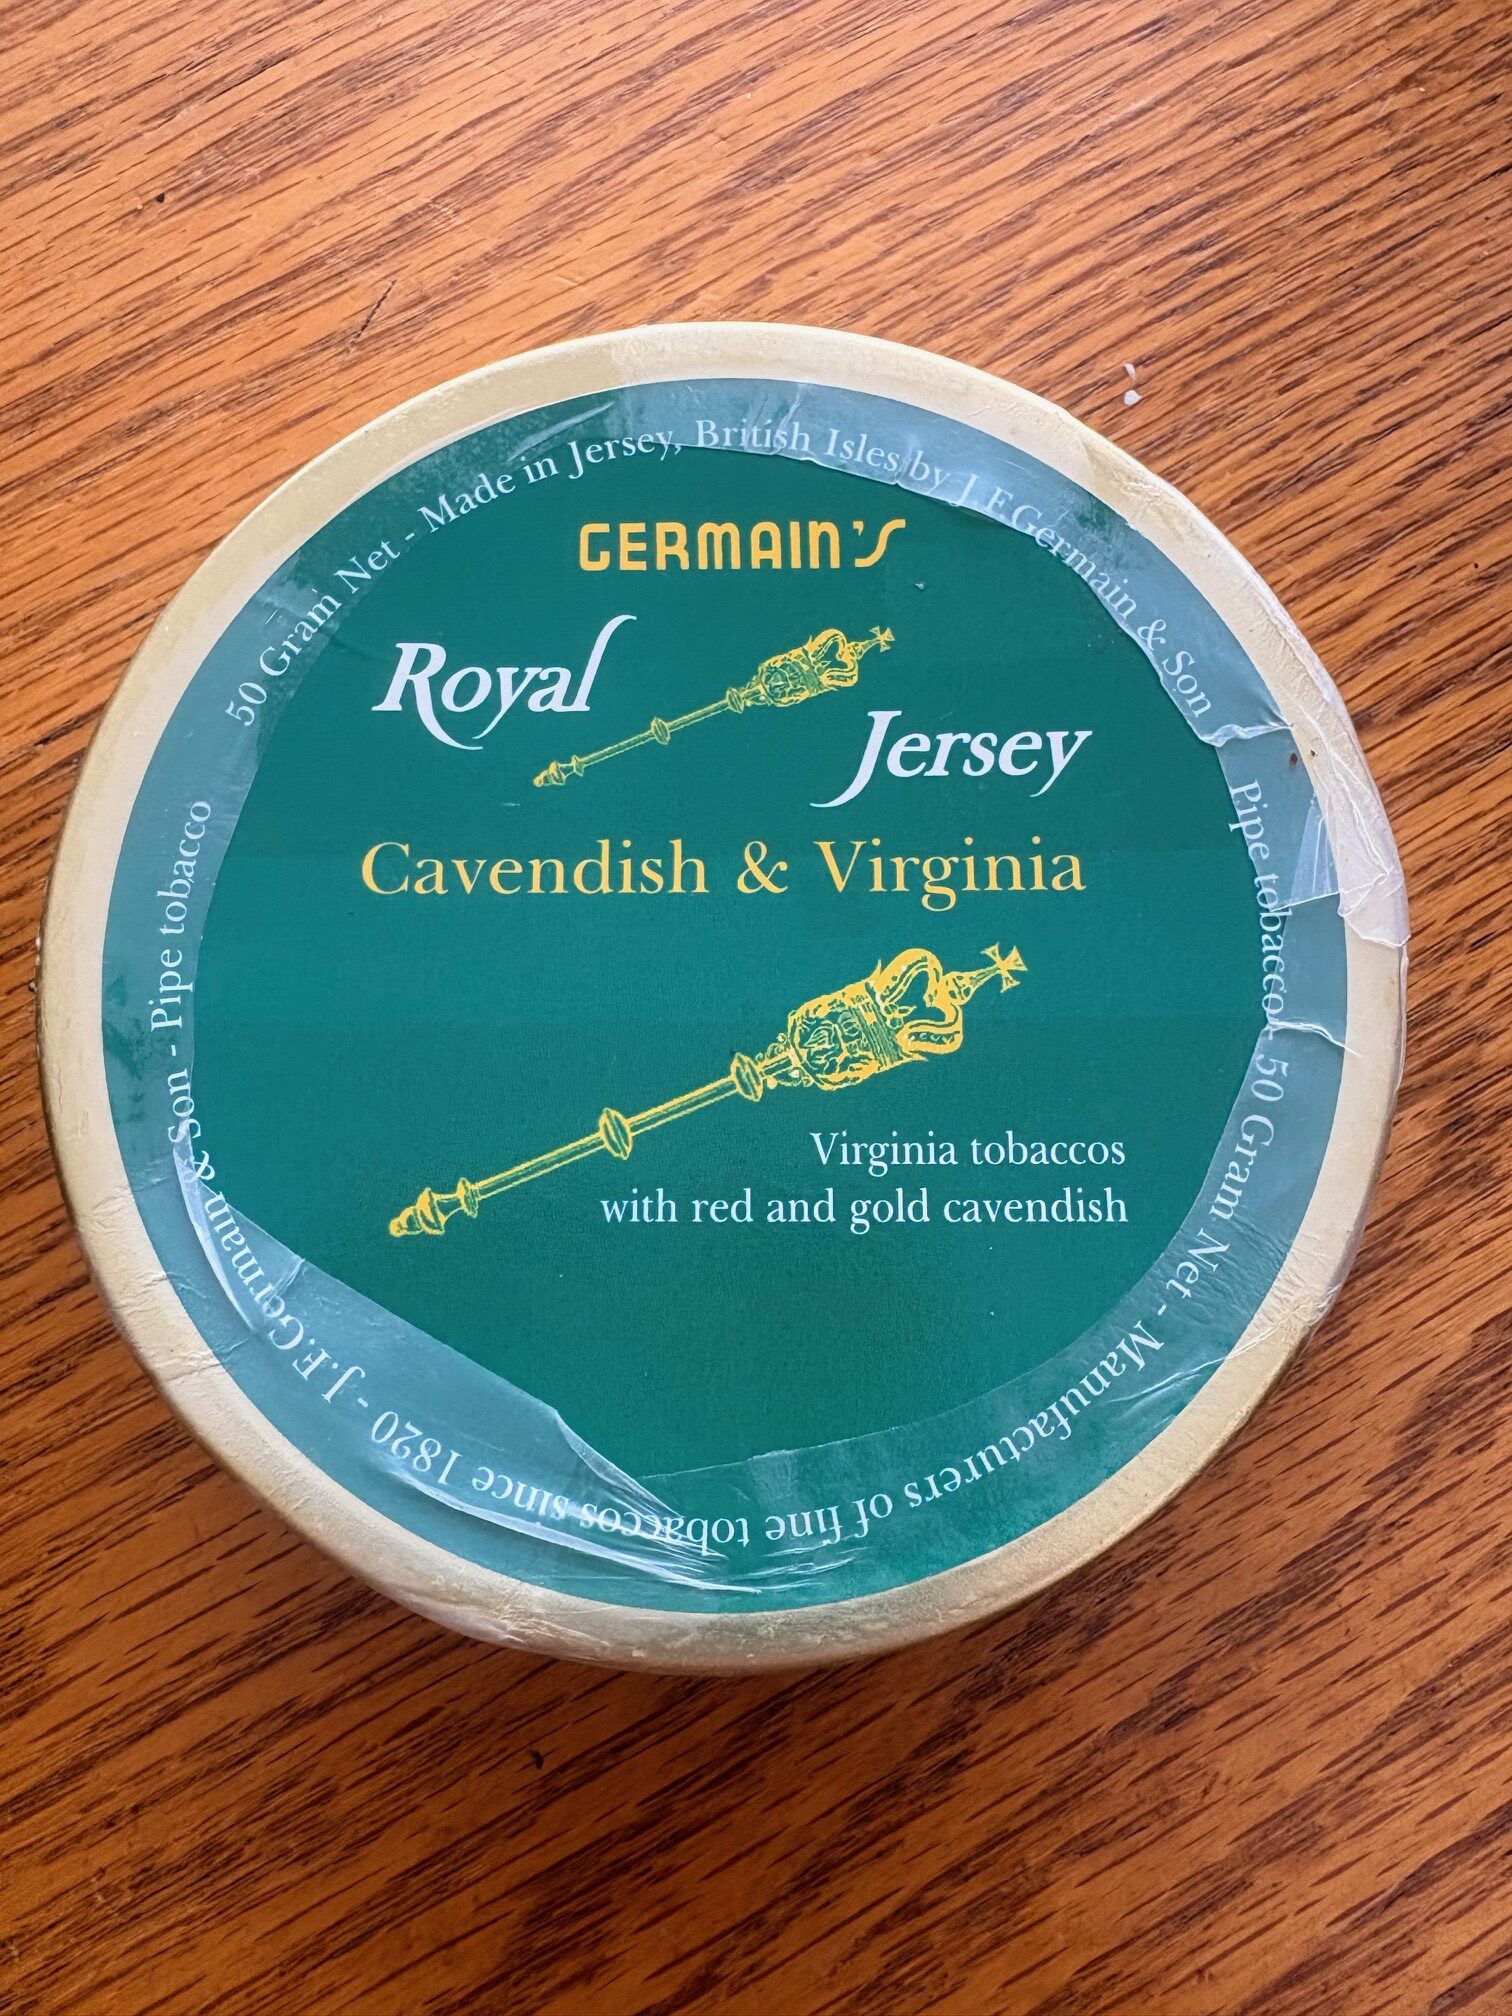 50 Gram Net - Made in Jersey, British Isles by J.F.Germain & Son
GERMAIN'S
Royal
Jersey
Cavendish & Virginia
Virginia tobaccos
with red and gold cavendish
Pipe tobacco - 50 Gram Net - Manufacturers of fine tobaccos since 1820 - J.F.Germain & Son - Pipe tobacco